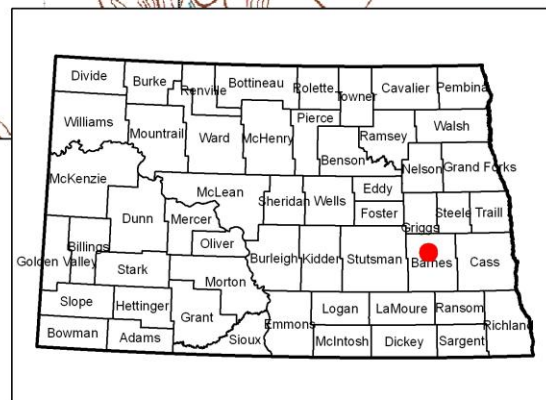 Divide Burke Renville Bottineau Rolette Towner Cavalier Pembina
Williams Mountrail Ward McHenry Pierce Benson Ramsey Walsh
Nelson Grand Forks
McKenzie McLean Sheridan Wells Eddy
Foster Griggs Steele Traill
Dunn Mercer
Oliver
Golden Valley Billings Stark Morton Burleigh Kidder Stutsman Barnes Cass
Slope Hettinger Grant Emmons Logan LaMoure Ransom Richland
Bowman Adams Sioux McIntosh Dickey Sargent